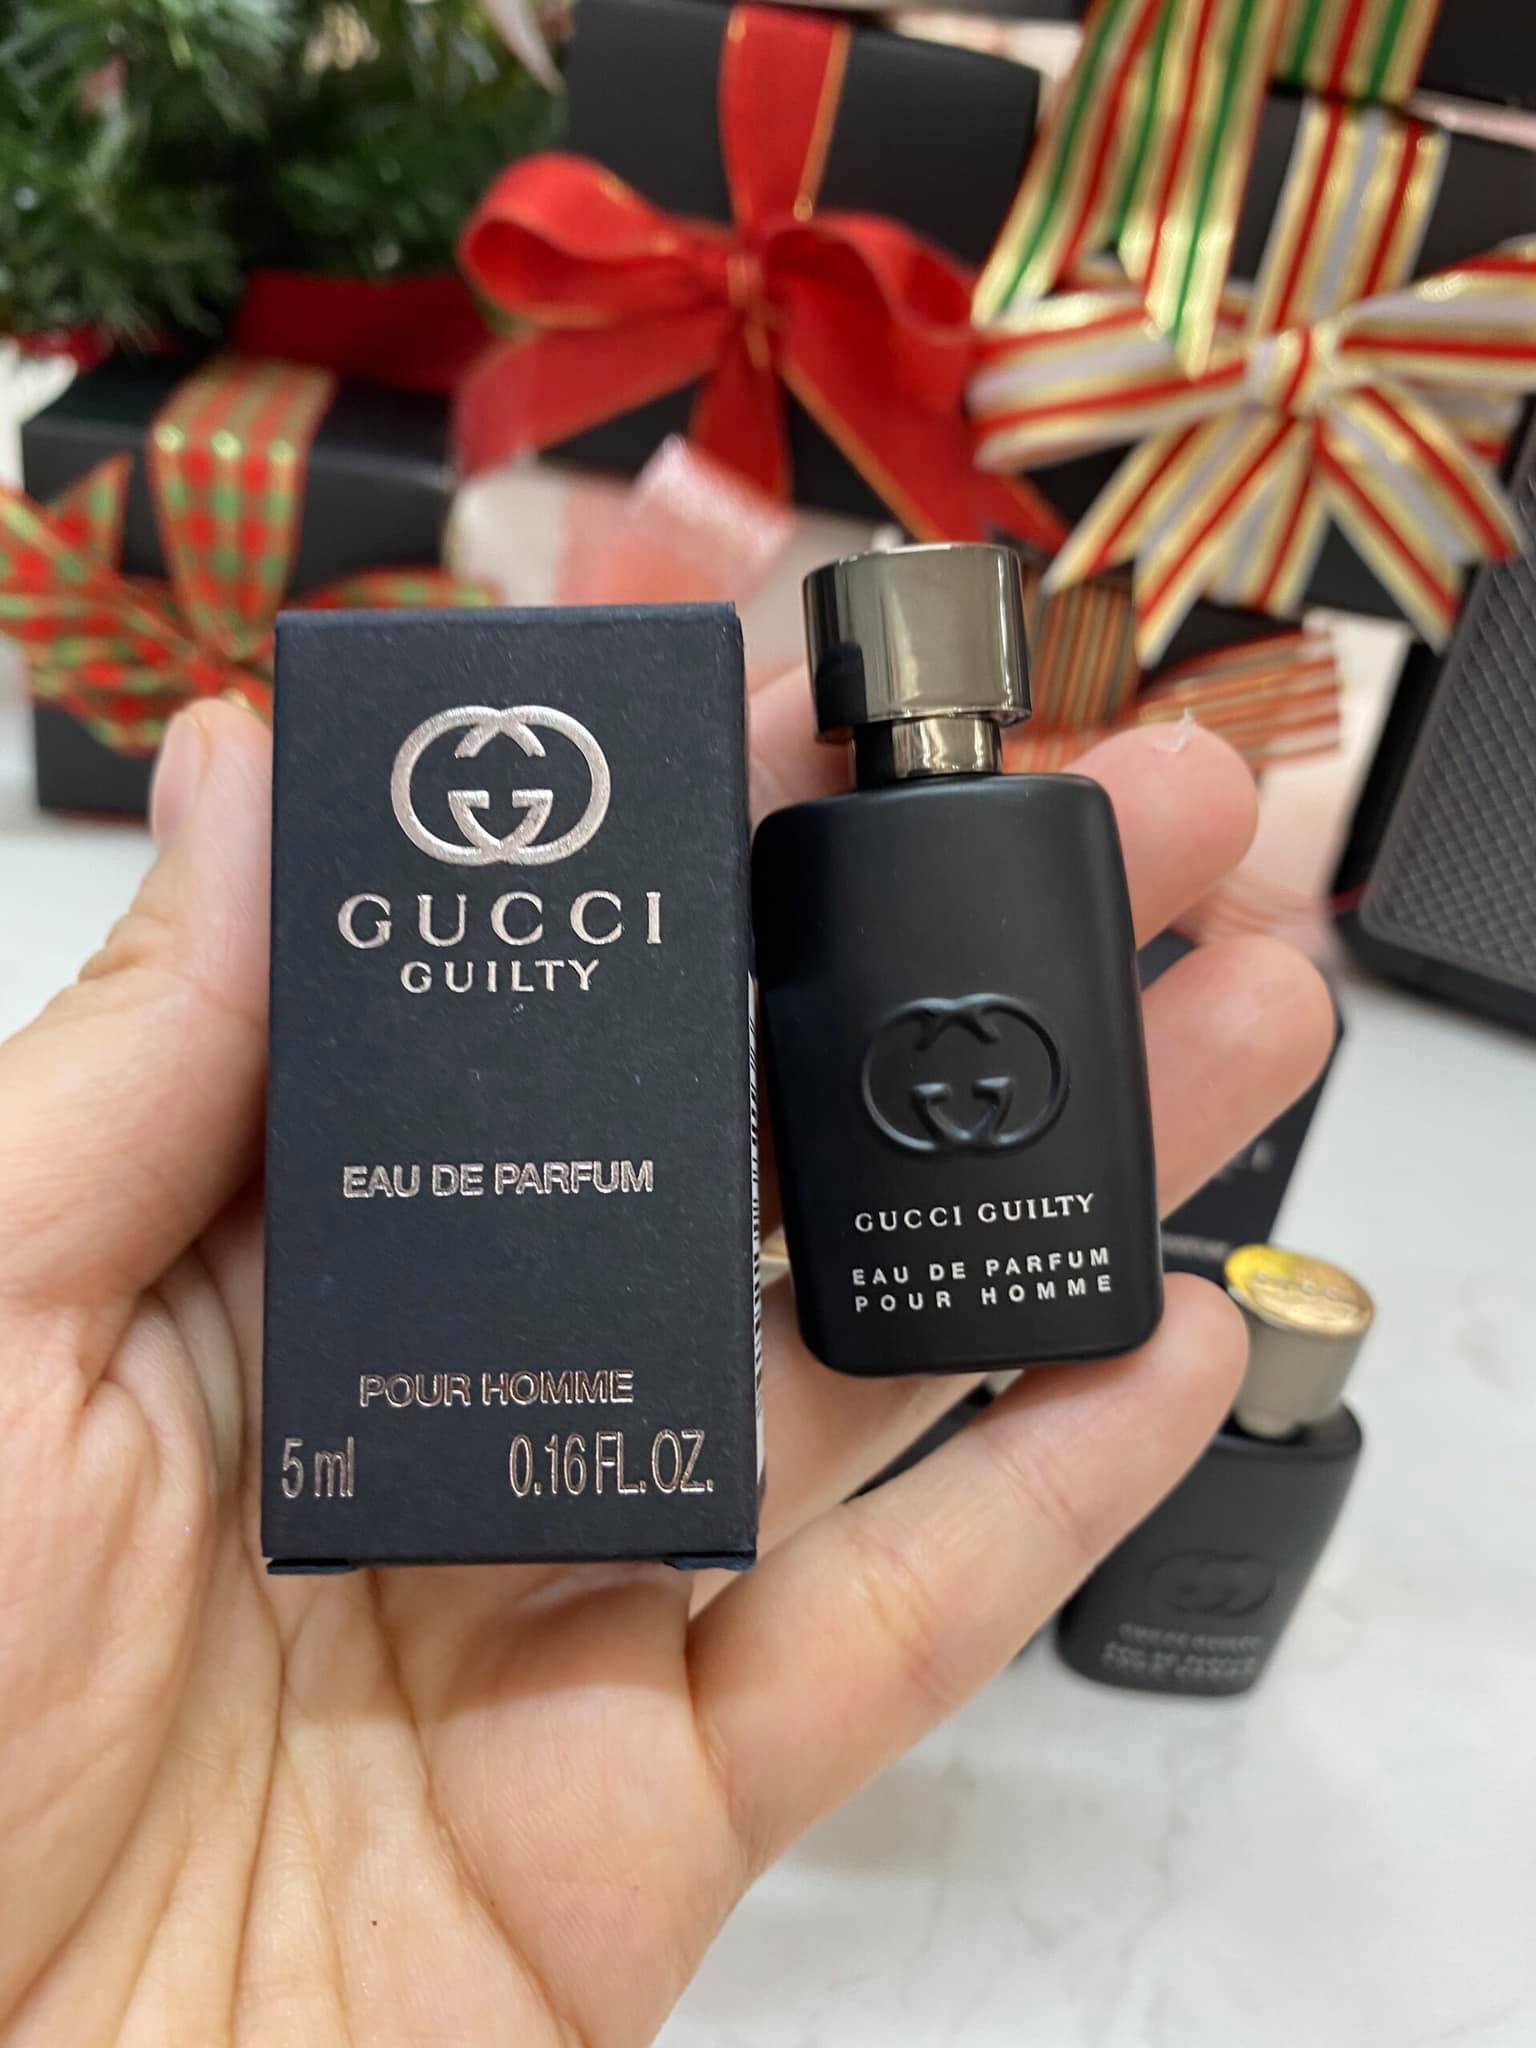 GUCCI
GUILTY
EAU DE PARFUM
POUR HOMME
5 ml 0.16 FL. OZ.
GUCCI GUILTY
EAU DE PARFUM
POUR HOMME